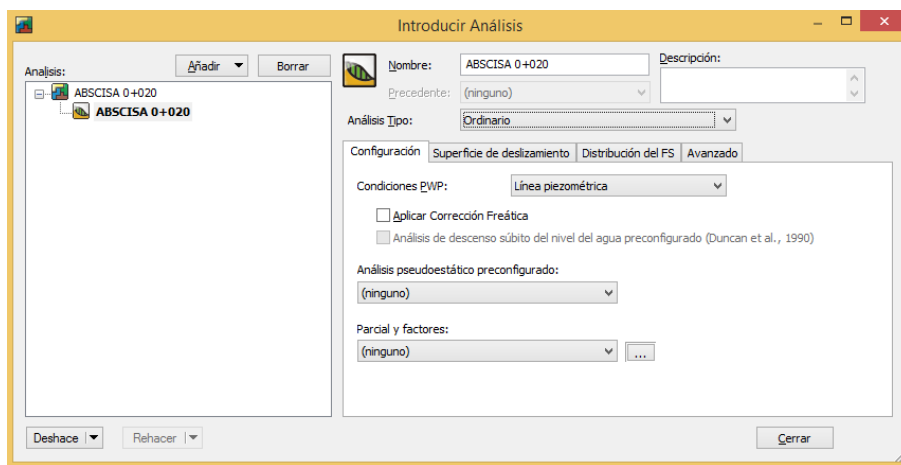 Introducir Análisis
Analisis:
Añadir
Borrar
ABSCISA 0+020
ABSCISA 0+020
Nombre:
ABSCISA 0+020
Descripción:
Precedente:
(ninguno)
Análisis Tipo:
Ordinario
Configuración
Superficie de deslizamiento
Distribución del FS
Avanzado
Condiciones PWP:
Línea piezométrica
Aplicar Corrección Freática
Análisis de descenso súbito del nivel del agua preconfigurado (Duncan et al., 1990)
Análisis pseudoestático preconfigurado:
(ninguno)
Parcial y factores:
(ninguno)
...
Deshace
Rehacer
Cerrar